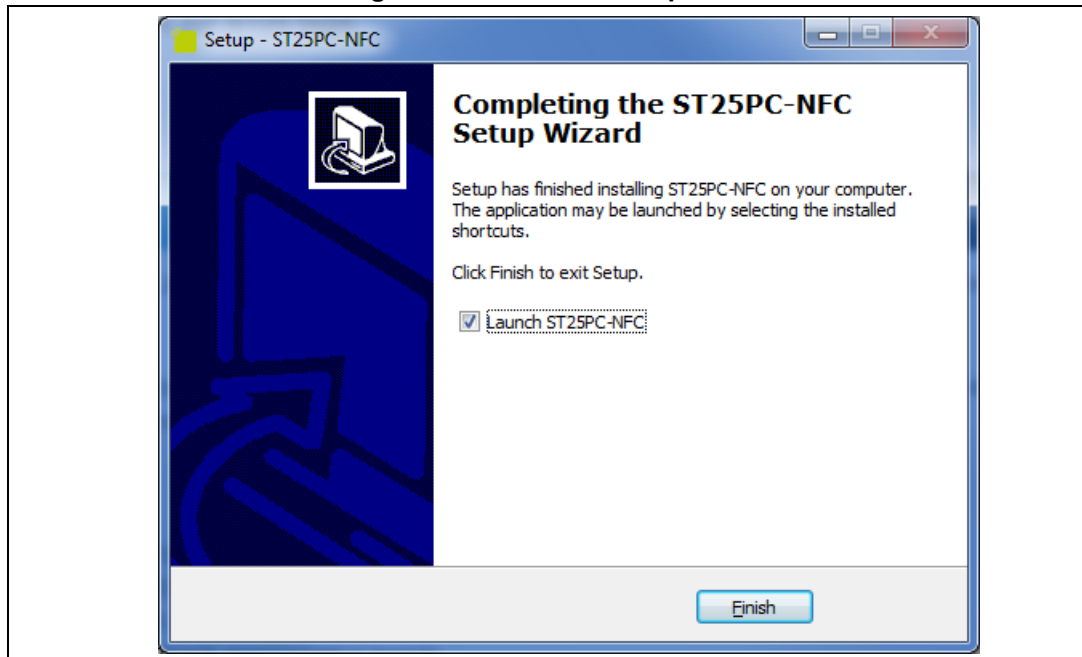 Setup - ST25PC-NFC
Completing the ST25PC-NFC
Setup Wizard
Setup has finished installing ST25PC-NFC on your computer.
The application may be launched by selecting the installed
shortcuts.
Click Finish to exit Setup.
Launch ST25PC-NFC
Finish